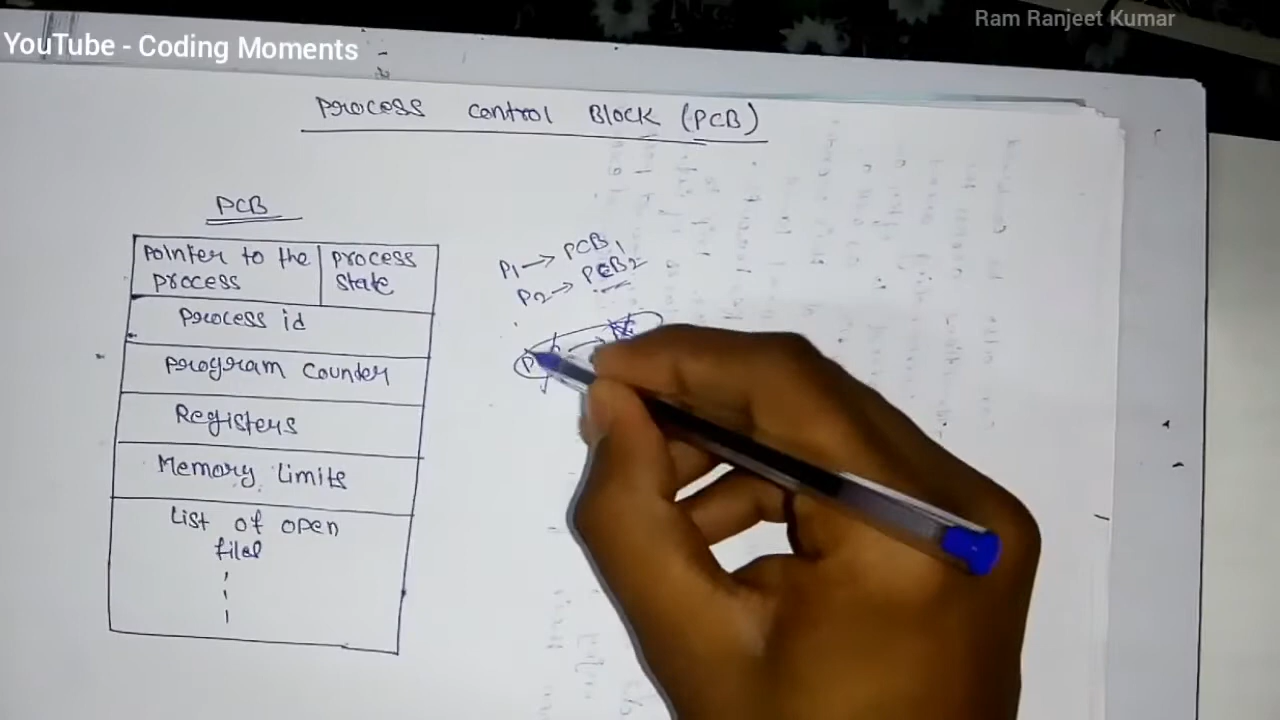 Ram Ranjeet Kumar
YouTube - Coding Moments
Process Control Block (PCB)
PCB
Pointer to the process
process state
Process id
Program Counter
Registers
Memory Limits
List of open
files
P1 → PCB1
P2 → PCB2
P